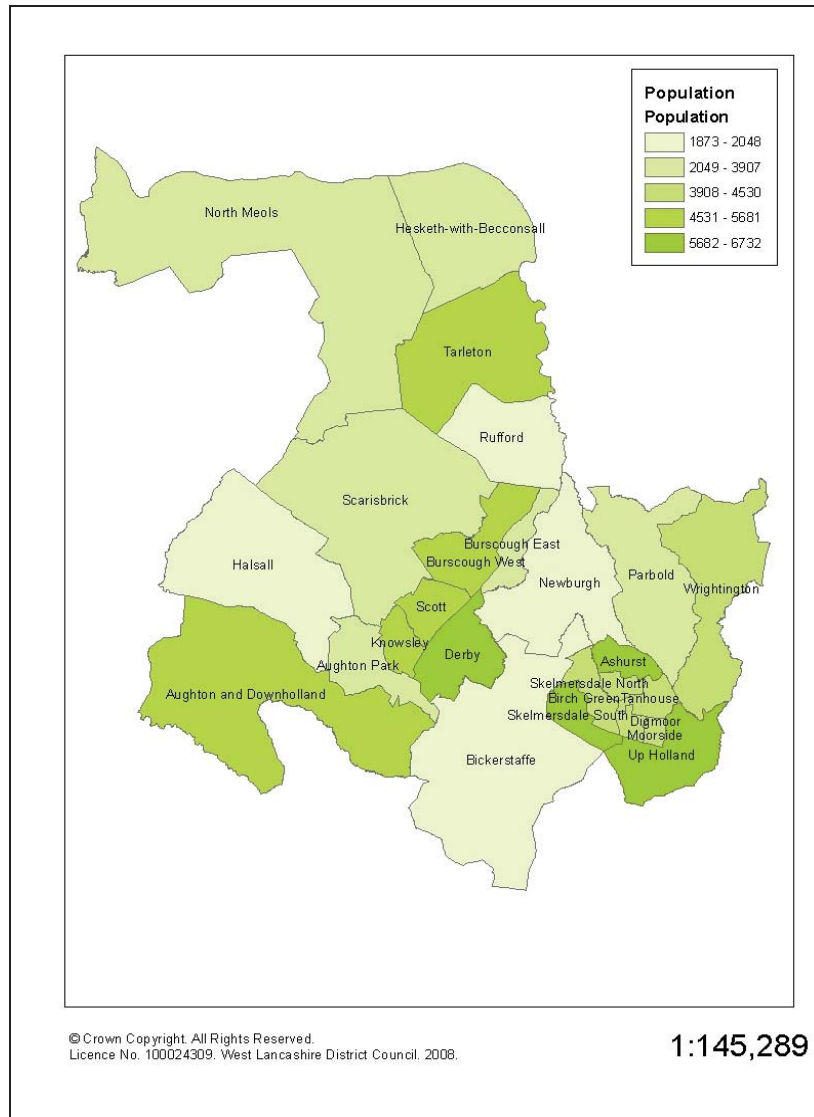 Population
Population
1873 - 2048
2049 - 3907
3908 - 4530
4531 - 5681
5682 - 6732
North Meols
Hesketh-with-Becconsall
Tarleton
Rufford
Scarisbrick
Burscough East
Burscough West
Halsall
Newburgh
Parbold
Wrightington
Scott
Knowsley
Derby
Aughton Park
Ashurst
Aughton and Downholland
Skelmersdale North
Birch Green
Tanhouse
Skelmersdale South
Digmoor
Moorside
Up Holland
Bickerstaffe
© Crown Copyright. All Rights Reserved.
Licence No. 100024309. West Lancashire District Council. 2008.
1:145,289